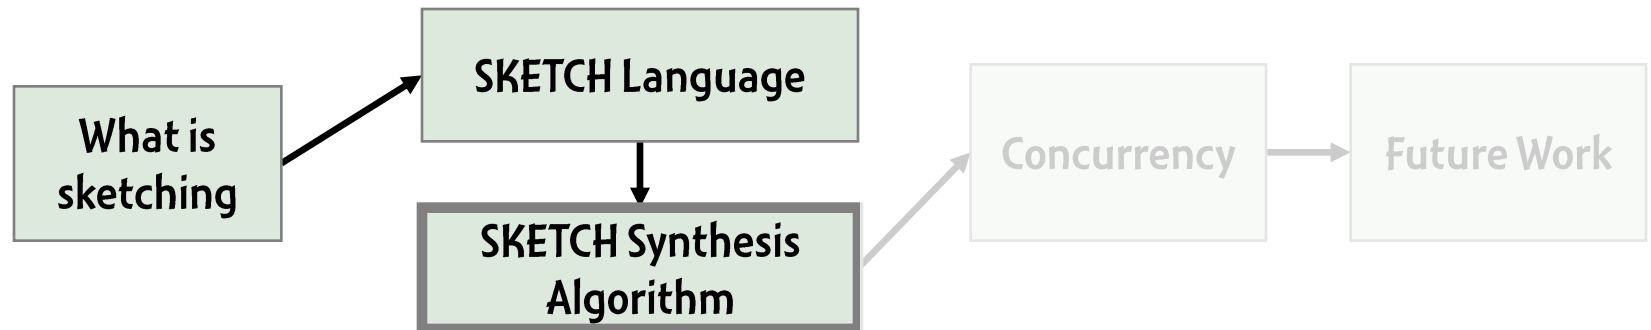 What is
sketching
SKETCH Language
SKETCH Synthesis
Algorithm
Concurrency
Future Work